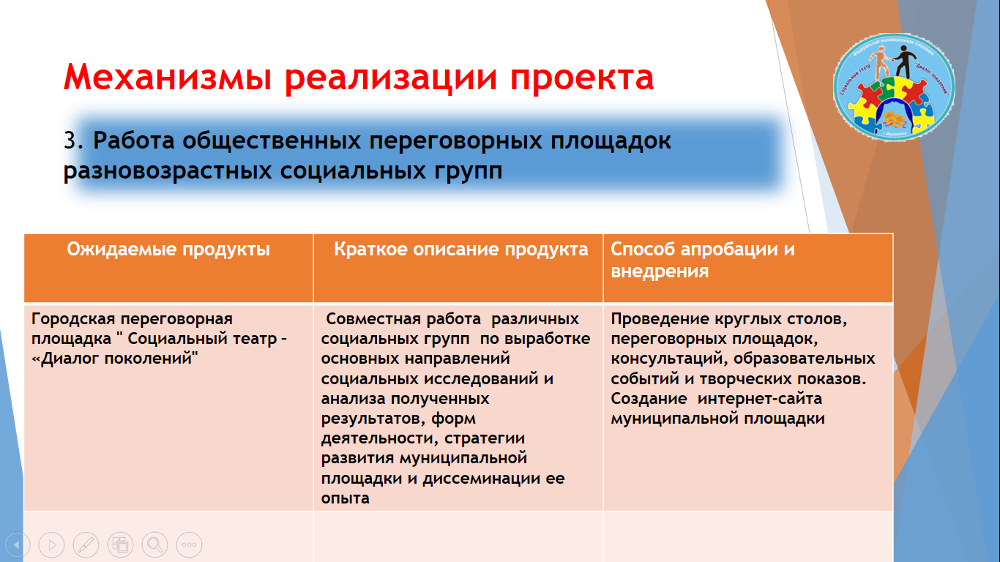 Механизмы реализации проекта
3. Работа общественных переговорных площадок
разновозрастных социальных групп
Федеральная инновационная площадка
Социальный театр
"Диалог поколений"
Ожидаемые продукты
Краткое описание продукта
Способ апробации и
внедрения
Городская переговорная
площадка " Социальный театр –
«Диалог поколений"
Совместная работа различных
социальных групп по выработке
основных направлений
социальных исследований и
анализа полученных
результатов, форм
деятельности, стратегии
развития муниципальной
площадки и диссеминации ее
опыта
Проведение круглых столов,
переговорных площадок,
консультаций, образовательных
событий и творческих показов.
Создание интернет-сайта
муниципальной площадки